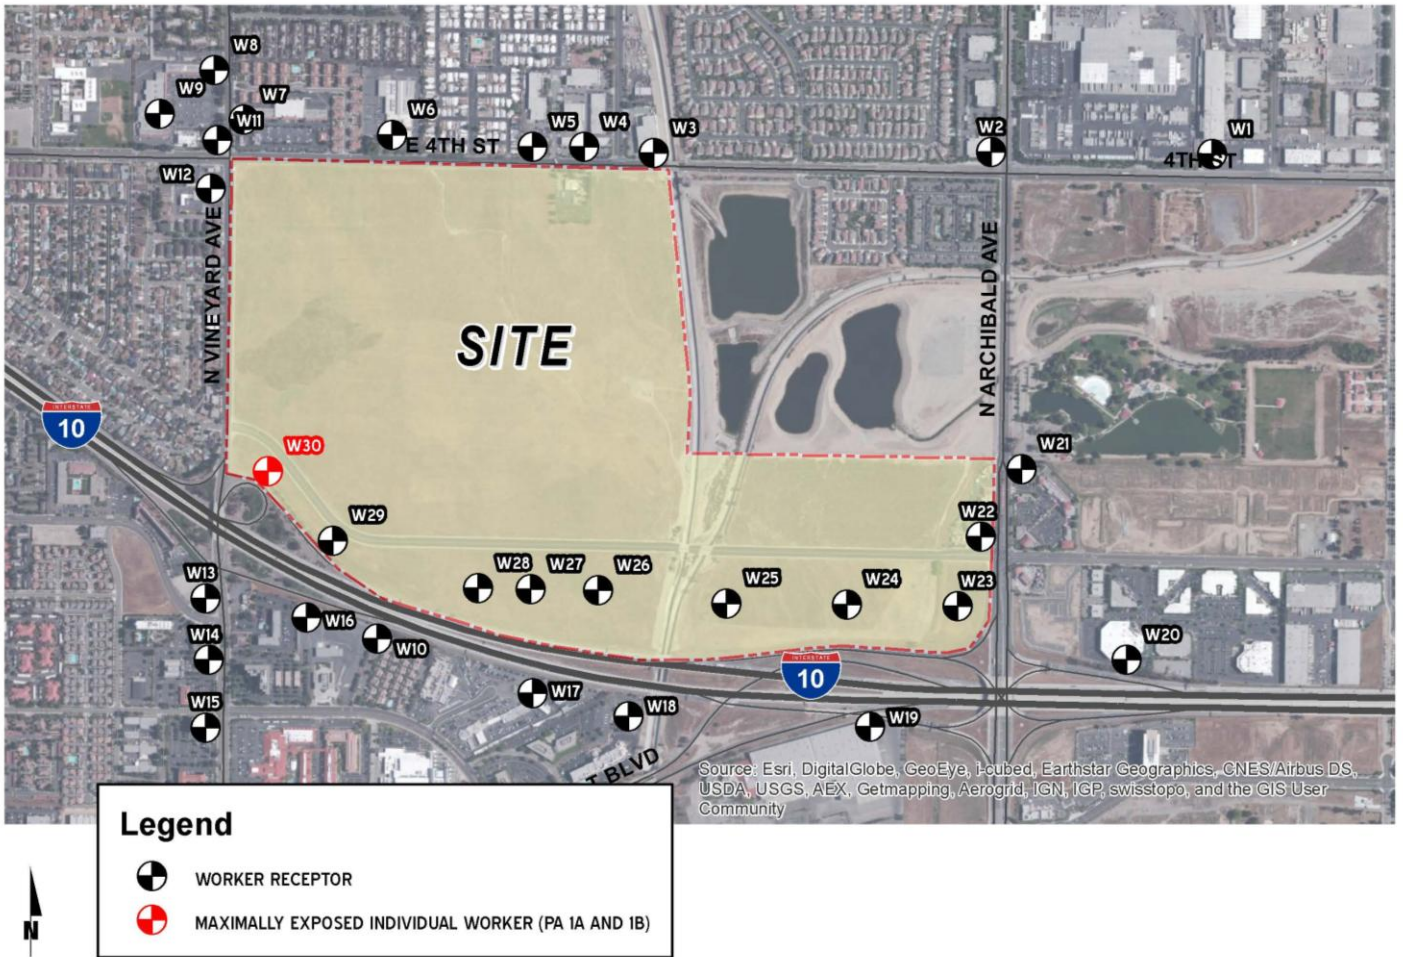 W8
W9
W7
W11
W6
E 4TH ST
W5
W4
W3
W2
W1
4TH ST
W12
N VINEYARD AVE
SITE
N ARCHIBALD AVE
INTERSTATE
10
W30
W21
W29
W22
W28
W27
W26
W25
W24
W23
W13
W16
W14
W10
W20
INTERSTATE
10
W15
W17
W18
W19
T BLVD
Source: Esri, DigitalGlobe, GeoEye, i-cubed, Earthstar Geographics, CNES/Airbus DS,
USDA, USGS, AEX, Getmapping, Aerogrid, IGN, IGP, swisstopo, and the GIS User
Community
Legend
WORKER RECEPTOR
MAXIMALLY EXPOSED INDIVIDUAL WORKER (PA 1A AND 1B)
N